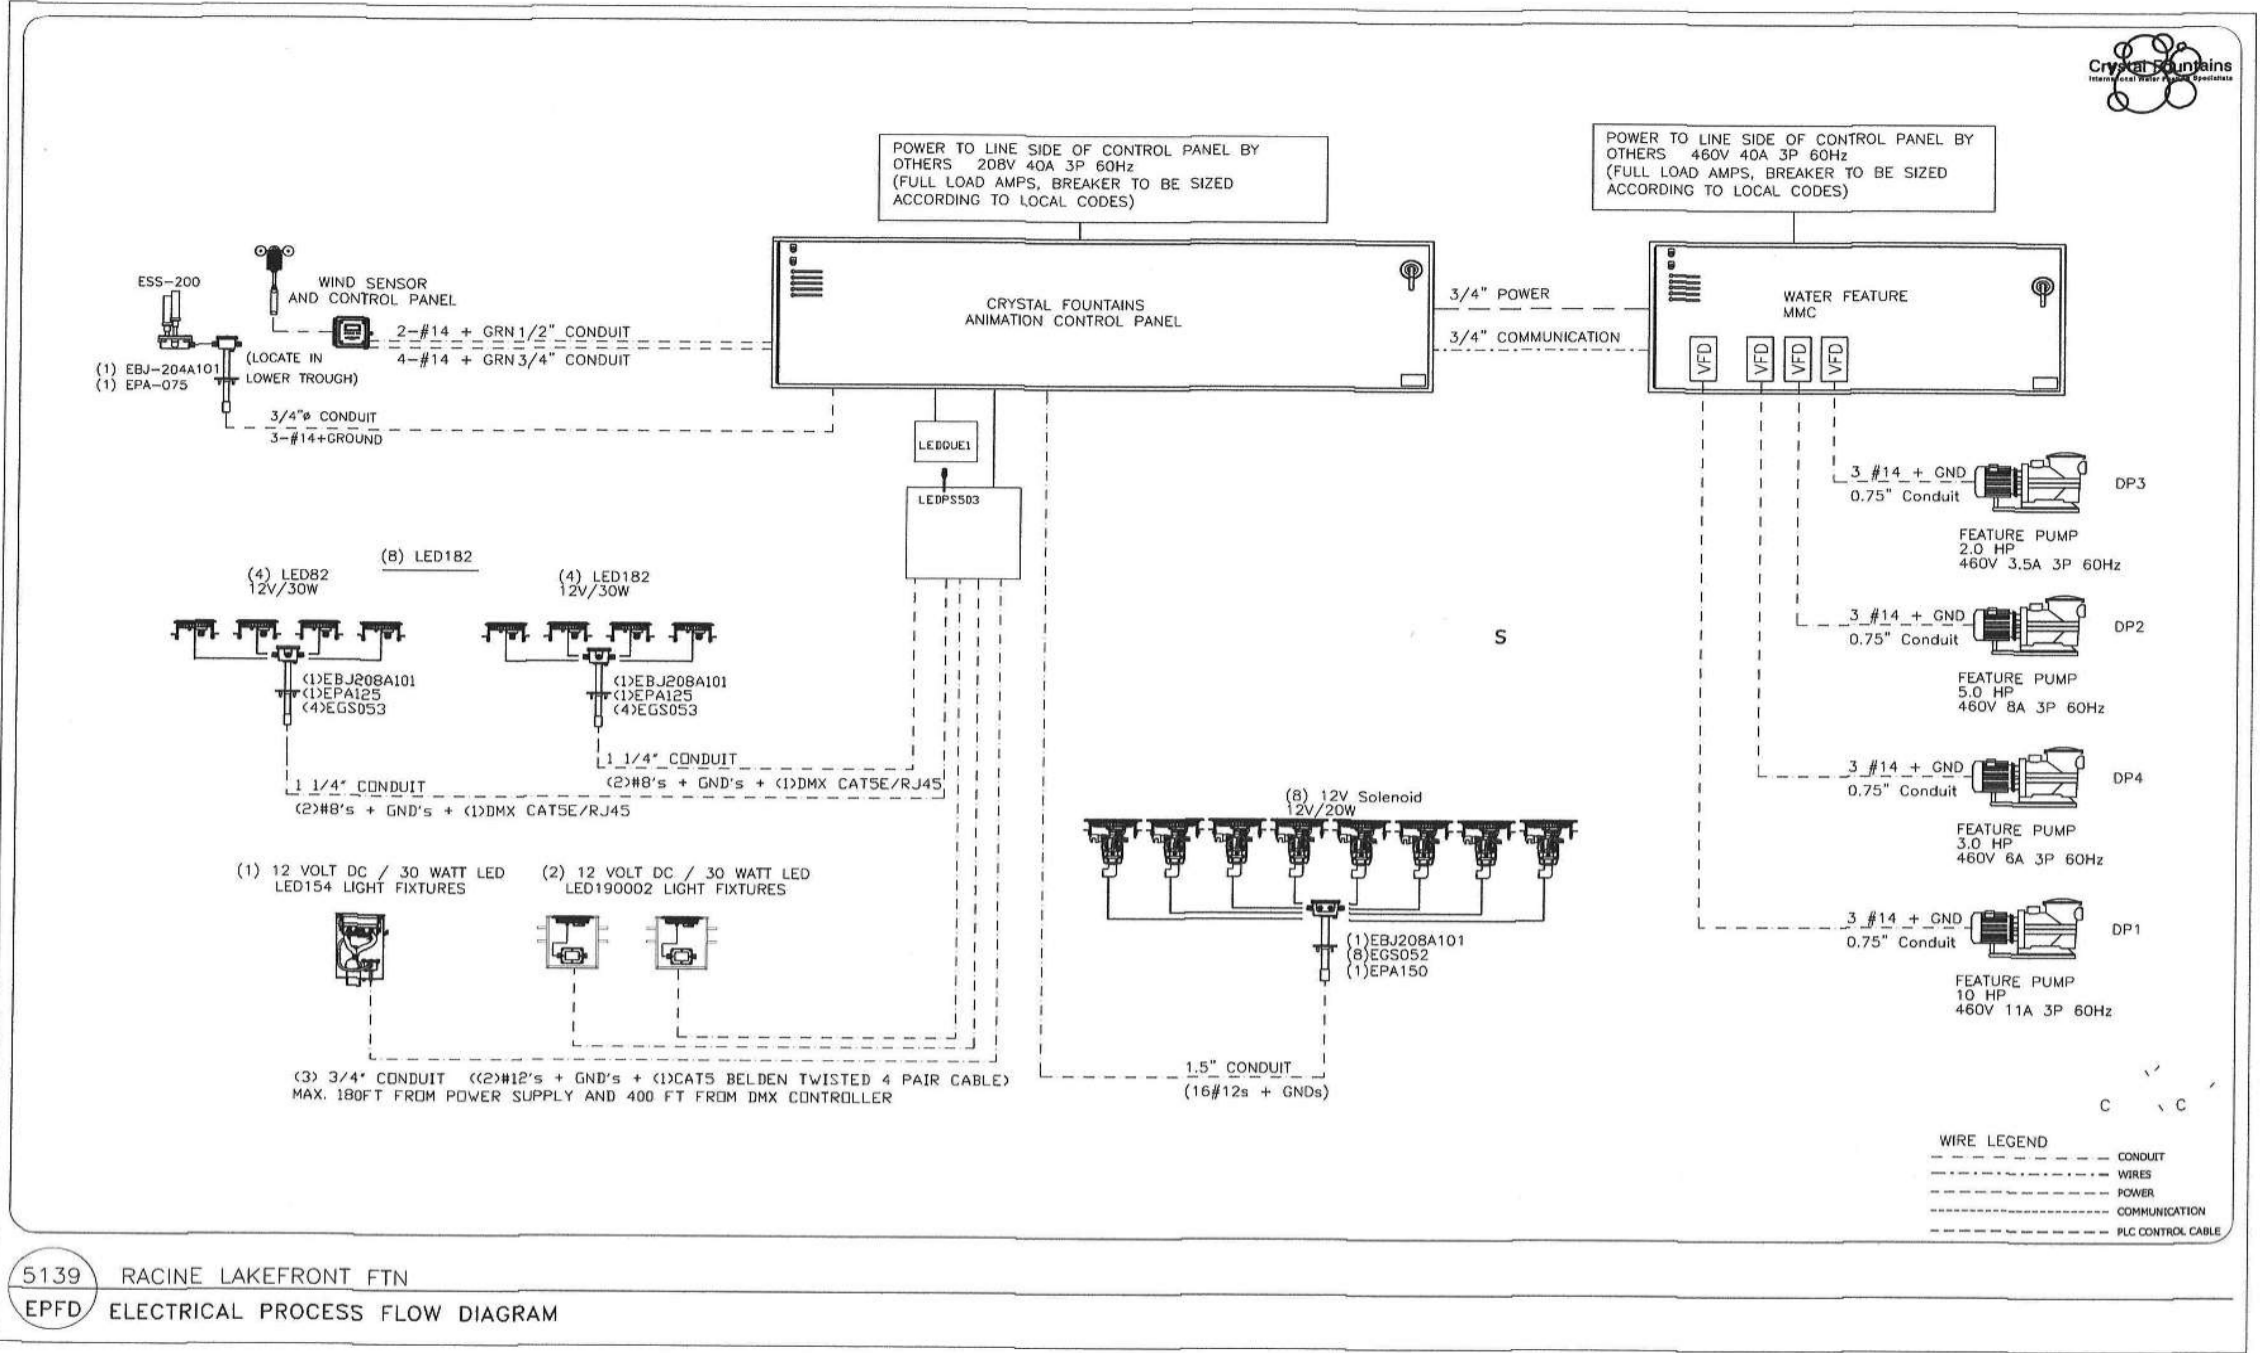 Crystal Fountains
International Water Feature Specialists
POWER TO LINE SIDE OF CONTROL PANEL BY
OTHERS 208V 40A 3P 60Hz
(FULL LOAD AMPS, BREAKER TO BE SIZED
ACCORDING TO LOCAL CODES)
POWER TO LINE SIDE OF CONTROL PANEL BY
OTHERS 460V 40A 3P 60Hz
(FULL LOAD AMPS, BREAKER TO BE SIZED
ACCORDING TO LOCAL CODES)
ESS-200
WIND SENSOR
AND CONTROL PANEL
2-#14 + GRN 1/2" CONDUIT
4-#14 + GRN 3/4" CONDUIT
(LOCATE IN
LOWER TROUGH)
(1) EBJ-204A101
(1) EPA-075
3/4"ø CONDUIT
3-#14+GROUND
CRYSTAL FOUNTAINS
ANIMATION CONTROL PANEL
3/4" POWER
3/4" COMMUNICATION
WATER FEATURE
MMC
VFD
VFD
VFD
VFD
LEDQUE1
LEDPS503
3 #14 + GND
0.75" Conduit
DP3
FEATURE PUMP
2.0 HP
460V 3.5A 3P 60Hz
3 #14 + GND
0.75" Conduit
DP2
FEATURE PUMP
5.0 HP
460V 8A 3P 60Hz
3 #14 + GND
0.75" Conduit
DP4
FEATURE PUMP
3.0 HP
460V 6A 3P 60Hz
3 #14 + GND
0.75" Conduit
DP1
FEATURE PUMP
10 HP
460V 11A 3P 60Hz
S
(8) LED182
(4) LED82
12V/30W
(4) LED182
12V/30W
(1)EBJ208A101
(1)EPA125
(4)EGS053
(1)EBJ208A101
(1)EPA125
(4)EGS053
1 1/4" CONDUIT
(2)#8's + GND's + (1)DMX CAT5E/RJ45
1 1/4" CONDUIT
(2)#8's + GND's + (1)DMX CAT5E/RJ45
(1) 12 VOLT DC / 30 WATT LED
LED154 LIGHT FIXTURES
(2) 12 VOLT DC / 30 WATT LED
LED190002 LIGHT FIXTURES
(3) 3/4" CONDUIT ((2)#12's + GND's + (1)CAT5 BELDEN TWISTED 4 PAIR CABLE)
MAX. 180FT FROM POWER SUPPLY AND 400 FT FROM DMX CONTROLLER
(8) 12V Solenoid
12V/20W
(1)EBJ208A101
(8)EGS052
(1)EPA150
1.5" CONDUIT
(16#12s + GNDs)
C C
WIRE LEGEND
CONDUIT
WIRES
POWER
COMMUNICATION
PLC CONTROL CABLE
5139
EPFD
RACINE LAKEFRONT FTN
ELECTRICAL PROCESS FLOW DIAGRAM